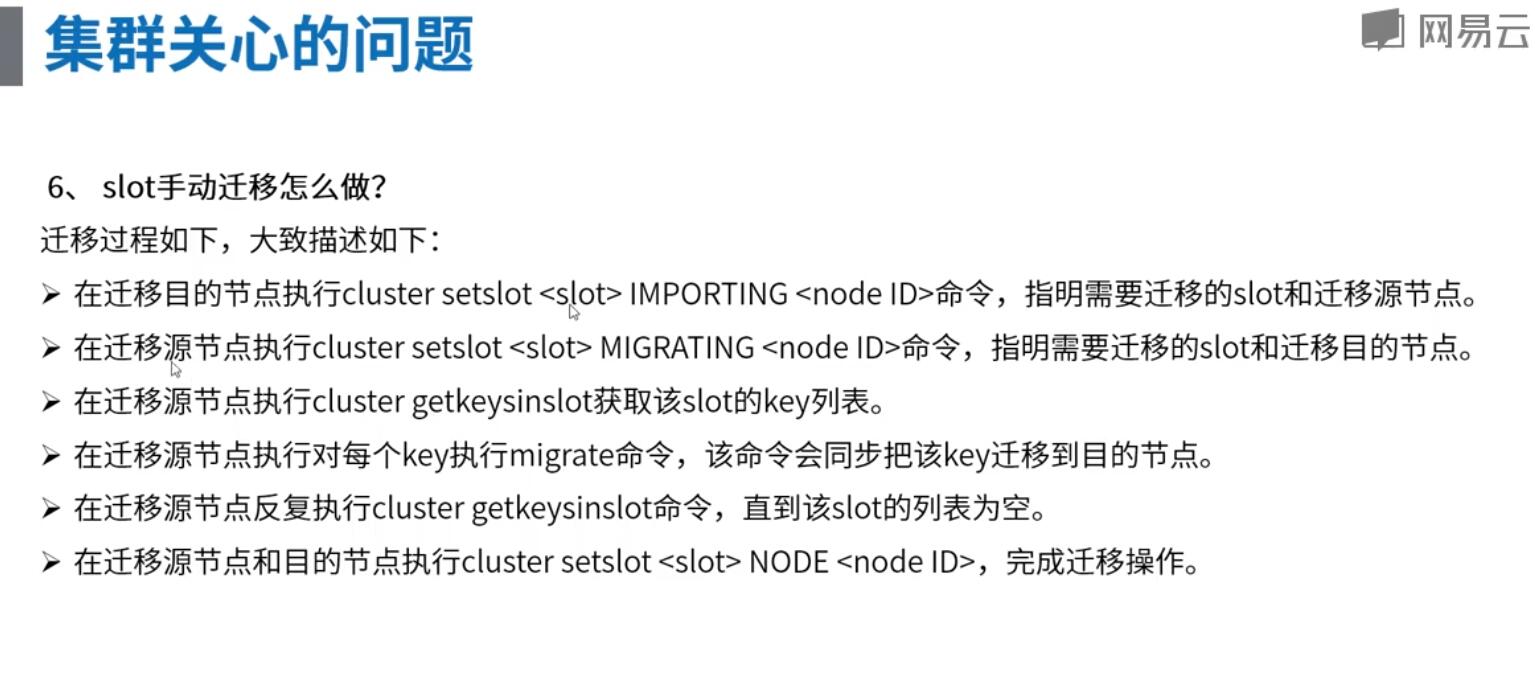 集群关心的问题
网易云
6、 slot手动迁移怎么做？
迁移过程如下，大致描述如下：
➢ 在迁移目的节点执行cluster setslot <slot> IMPORTING <node ID>命令，指明需要迁移的slot和迁移源节点。
➢ 在迁移源节点执行cluster setslot <slot> MIGRATING <node ID>命令，指明需要迁移的slot和迁移目的节点。
➢ 在迁移源节点执行cluster getkeysinslot获取该slot的key列表。
➢ 在迁移源节点执行对每个key执行migrate命令，该命令会同步把该key迁移到目的节点。
➢ 在迁移源节点反复执行cluster getkeysinslot命令，直到该slot的列表为空。
➢ 在迁移源节点和目的节点执行cluster setslot <slot> NODE <node ID>，完成迁移操作。